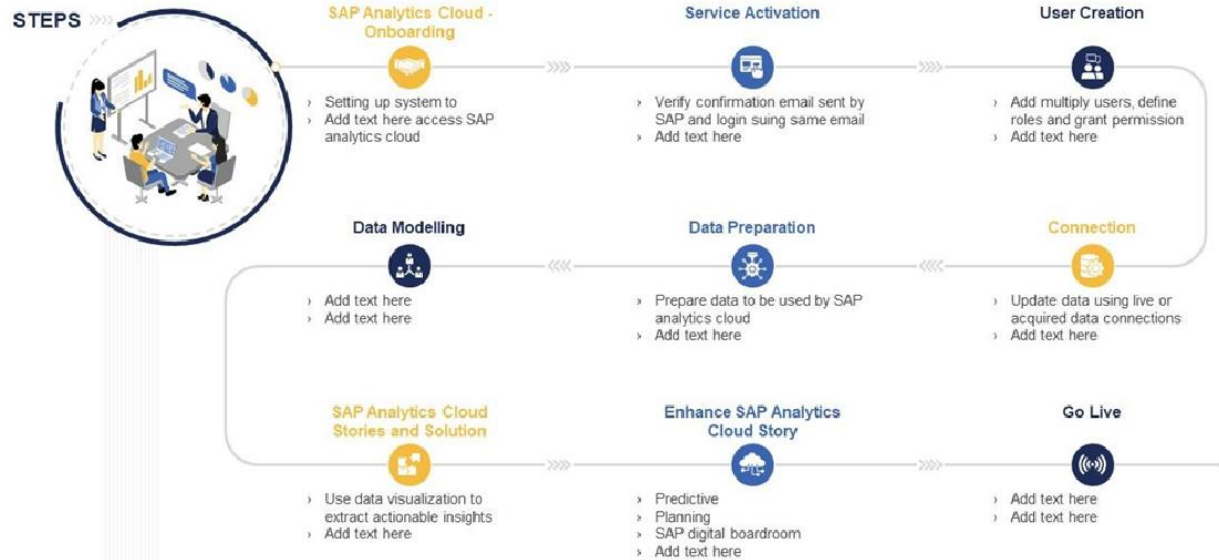 STEPS
SAP Analytics Cloud -
Onboarding
› Setting up system to
› Add text here access SAP
analytics cloud
Service Activation
› Verify confirmation email sent by
SAP and login suing same email
› Add text here
User Creation
› Add multiply users, define
roles and grant permission
› Add text here
Connection
› Update data using live or
acquired data connections
› Add text here
Data Preparation
› Prepare data to be used by SAP
analytics cloud
› Add text here
Data Modelling
› Add text here
› Add text here
SAP Analytics Cloud
Stories and Solution
› Use data visualization to
extract actionable insights
› Add text here
Enhance SAP Analytics
Cloud Story
› Predictive
› Planning
› SAP digital boardroom
› Add text here
Go Live
› Add text here
› Add text here